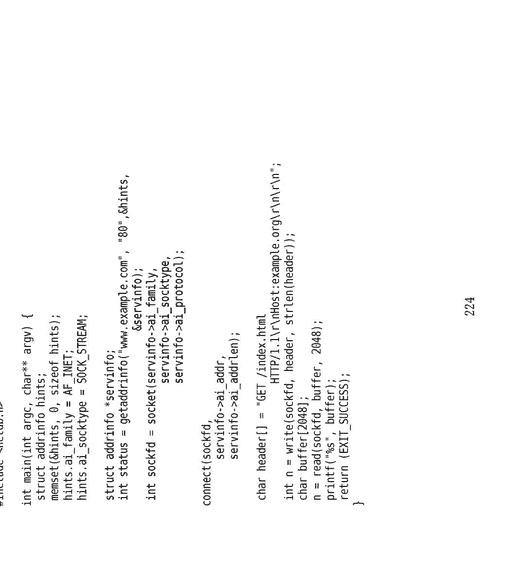 #include <netdb.h>
int main(int argc, char** argv) {
struct addrinfo hints;
memset(&hints, 0, sizeof hints);
hints.ai_family = AF_INET;
hints.ai_socktype = SOCK_STREAM;
struct addrinfo *servinfo;
int status = getaddrinfo("www.example.com", "80",&hints,
&servinfo);
int sockfd = socket(servinfo->ai_family,
servinfo->ai_socktype,
servinfo->ai_protocol);
connect(sockfd,
servinfo->ai_addr,
servinfo->ai_addrlen);
char header[] = "GET /index.html
HTTP/1.1\r\nHost:example.org\r\n\r\n";
int n = write(sockfd, header, strlen(header));
char buffer[2048];
n = read(sockfd, buffer, 2048);
printf("%s", buffer);
return (EXIT_SUCCESS);
}
224